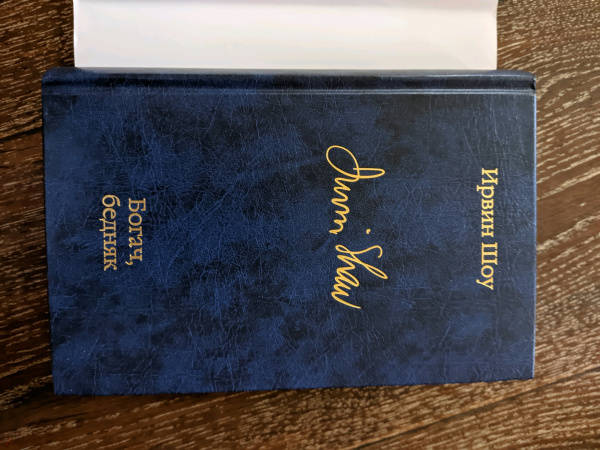 Ирвин Шоу
Irwin Shaw
Богач,
бедняк